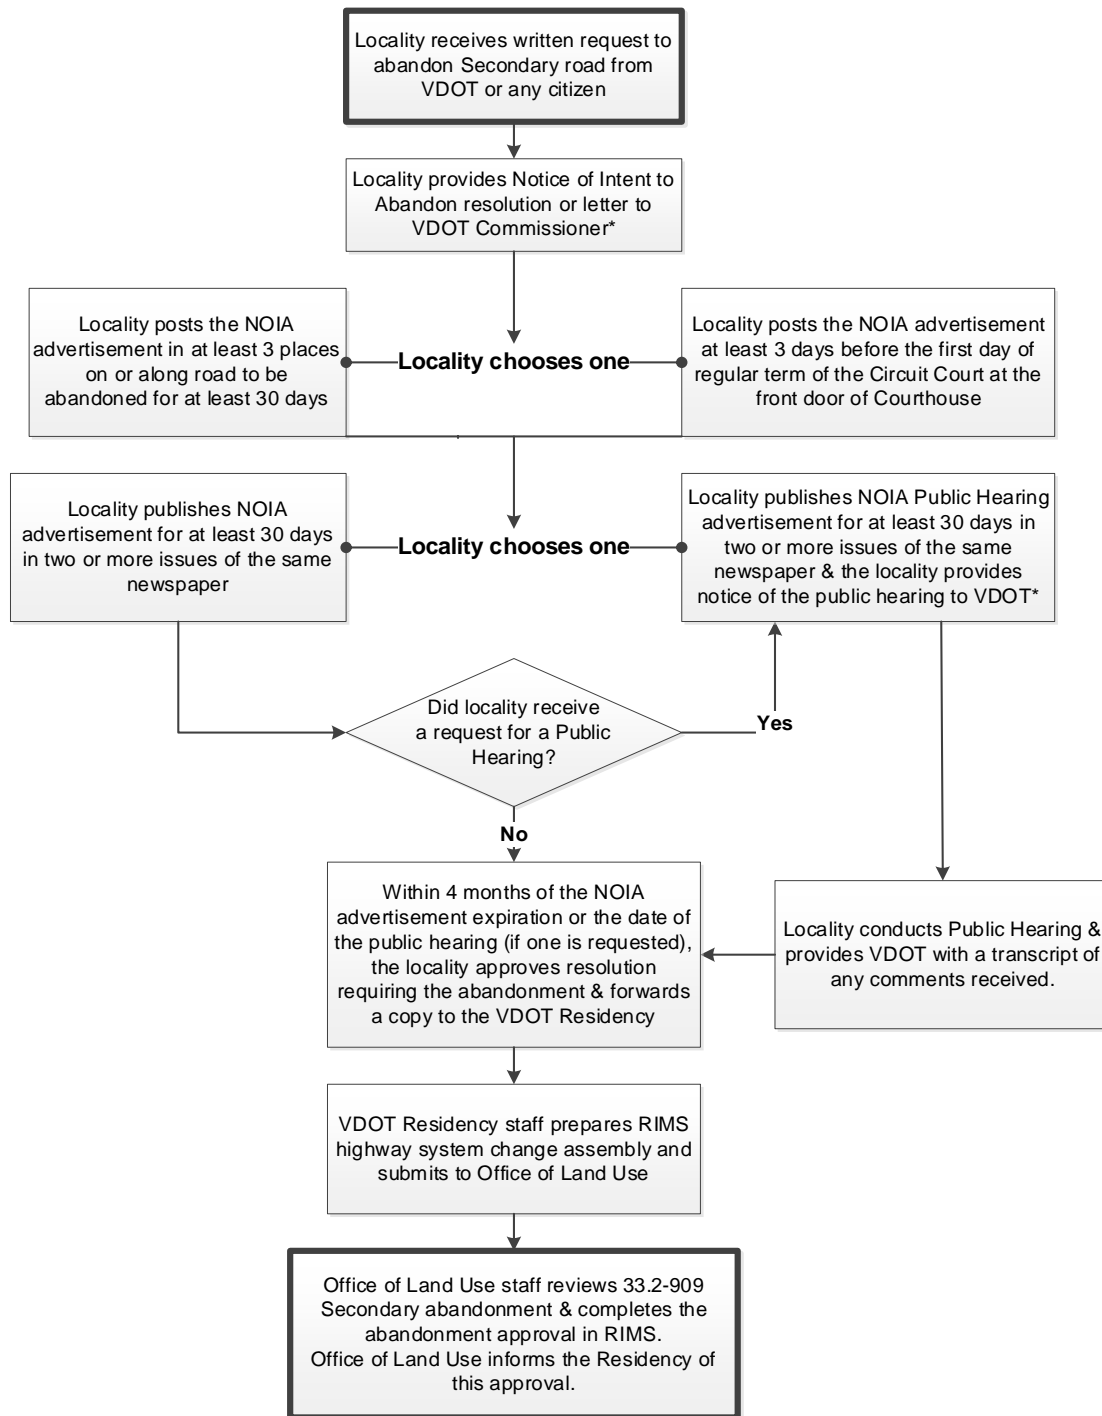 Locality receives written request to
abandon Secondary road from
VDOT or any citizen
Locality provides Notice of Intent to
Abandon resolution or letter to
VDOT Commissioner*
Locality posts the NOIA
advertisement in at least 3 places
on or along road to be
abandoned for at least 30 days
Locality chooses one
Locality posts the NOIA advertisement
at least 3 days before the first day of
regular term of the Circuit Court at the
front door of Courthouse
Locality publishes NOIA
advertisement for at least 30 days
in two or more issues of the same
newspaper
Locality chooses one
Locality publishes NOIA Public Hearing
advertisement for at least 30 days in
two or more issues of the same
newspaper & the locality provides
notice of the public hearing to VDOT*
Did locality receive
a request for a Public
Hearing?
Yes
No
Within 4 months of the NOIA
advertisement expiration or the date of
the public hearing (if one is requested),
the locality approves resolution
requiring the abandonment & forwards
a copy to the VDOT Residency
Locality conducts Public Hearing &
provides VDOT with a transcript of
any comments received.
VDOT Residency staff prepares RIMS
highway system change assembly and
submits to Office of Land Use
Office of Land Use staff reviews 33.2-909
Secondary abandonment & completes the
abandonment approval in RIMS.
Office of Land Use informs the Residency of
this approval.